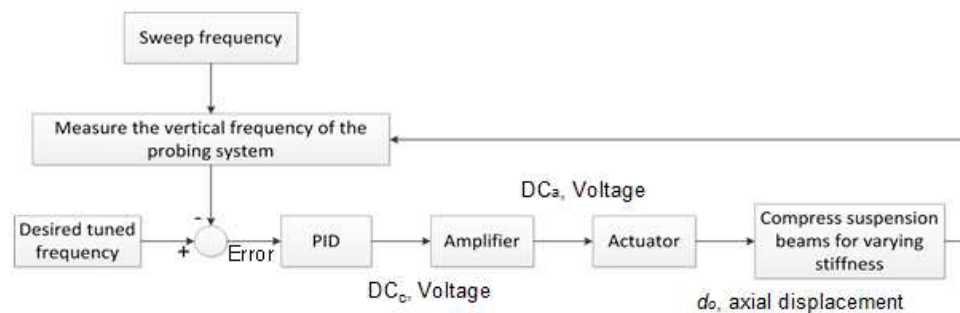 Sweep frequency
Measure the vertical frequency of the
probing system
DCa, Voltage
-
Desired tuned
frequency
+
Error
PID
Amplifier
Actuator
Compress suspension
beams for varying
stiffness
DCc, Voltage
do, axial displacement